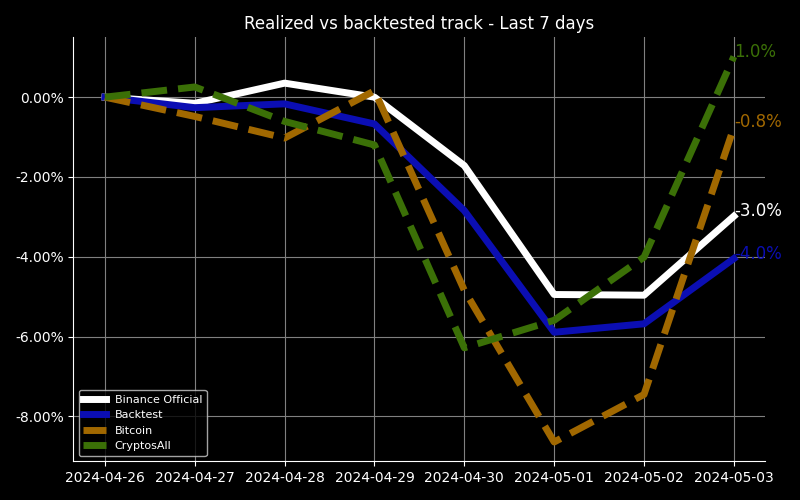 Realized vs backtested track - Last 7 days
1.0%
0.00%
-0.8%
-2.00%
-3.0%
-4.00%
-4.0%
-6.00%
-8.00%
Binance Official
Backtest
Bitcoin
CryptosAll
2024-04-26 2024-04-27 2024-04-28 2024-04-29 2024-04-30 2024-05-01 2024-05-02 2024-05-03